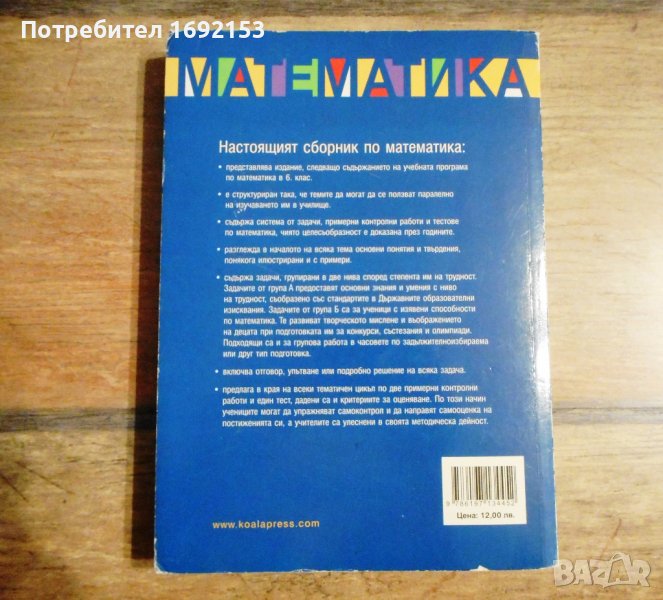 Потребител 1692153
МАТЕМАТИКА
Настоящият сборник по математика:
• представлява издание, следващо съдържанието на учебната програма
по математика в 6. клас.
• е структуриран така, че темите да могат да се ползват паралелно
на изучаването им в училище.
• съдържа система от задачи, примерни контролни работи и тестове
по математика, чиято целесъобразност е доказана през годините.
• разглежда в началото на всяка тема основни понятия и твърдения,
понякога илюстрирани и с примери.
• съдържа задачи, групирани в две нива според степента им на трудност.
Задачите от група А предоставят основни знания и умения с ниво
на трудност, съобразено със стандартите в Държавните образователни
изисквания. Задачите от група Б са за ученици с изявени способности
по математика. Те развиват творческото мислене и въображението
на децата при подготовката им за конкурси, състезания и олимпиади.
Подходящи са и за групова работа в часовете по задължителноизбираема
или друг тип подготовка.
• включва отговор, упътване или подробно решение на всяка задача.
• предлага в края на всеки тематичен цикъл по две примерни контролни
работи и един тест, дадени са и критериите за оценяване. По този начин
учениците могат да упражняват самоконтрол и да направят самооценка на
постиженията си, а учителите са улеснени в своята методическа дейност.
9 786197 134452
Цена: 12,00 лв.
www.koalapress.com
BAZAR